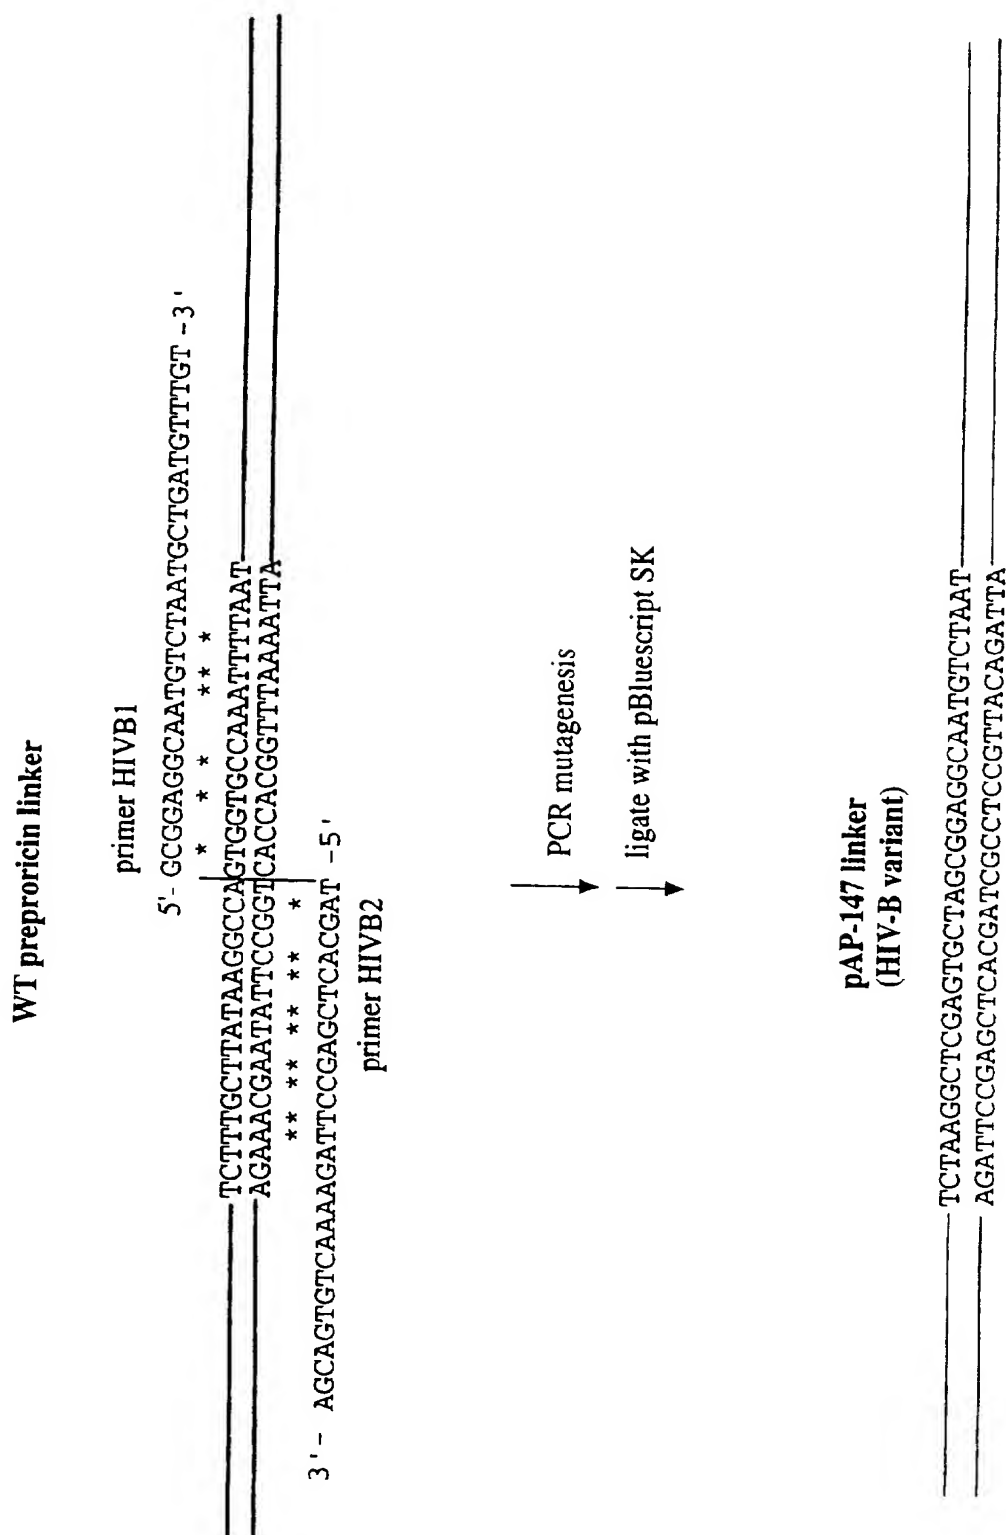 WT preproricin linker
primer HIVB1
5'- GCGGAGGCAATGTCTAATGCTGATGTTTGT -3'
* * * ** *
TCTTTGCTTATAAGGCCAGTGGTGCCAAATTTTAAT
AGAAACGAATATTCCGGTCACCACGGTTTAAAATTA
** ** ** ** *
3'- AGCAGTGTCAAAAGATTCCGAGCTCACGAT -5'
primer HIVB2
PCR mutagenesis
ligate with pBluescript SK
pAP-147 linker
(HIV-B variant)
TCTAAGGCTCGAGTGCTAGCGGAGGCAATGTCTAAT
AGATTCCGAGCTCACGATCGCCTCCGTTACAGATTA